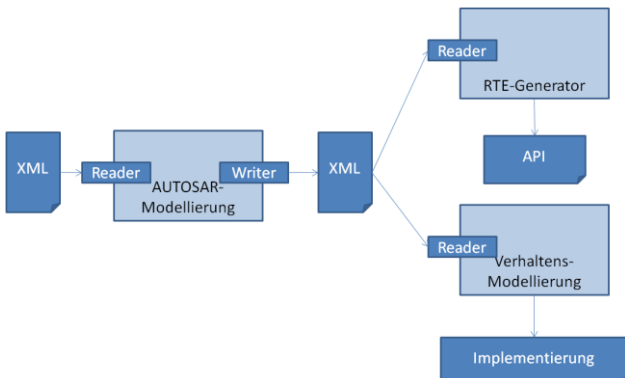 XML
Reader
Writer
AUTOSAR-
Modellierung
XML
Reader
RTE-Generator
API
Reader
Verhaltens-
Modellierung
Implementierung